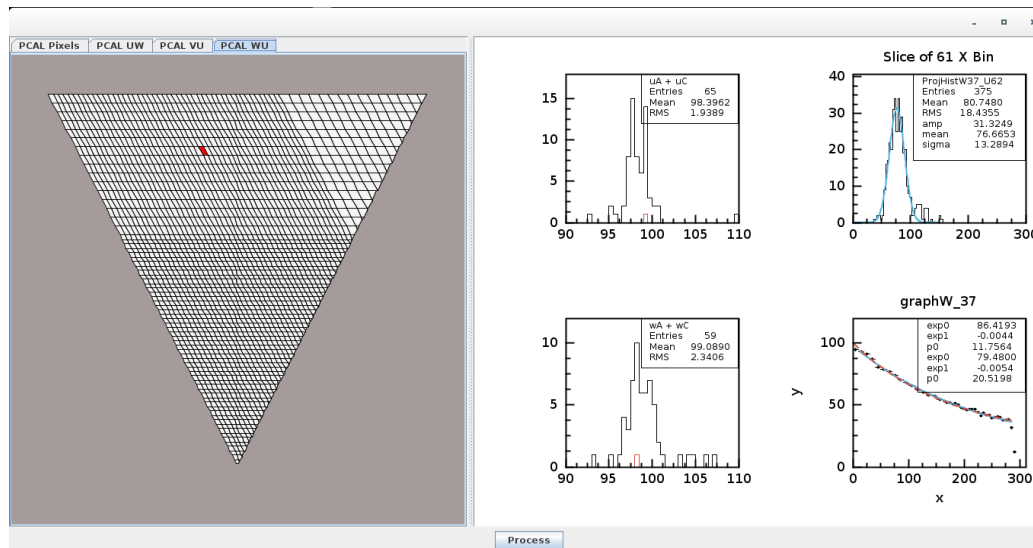 PCAL Pixels PCAL UW PCAL VU PCAL WU
uA + uC
Entries 65
Mean 98.3962
RMS 1.9389
15
10
5
0
90 95 100 105 110
Slice of 61 X Bin
ProjHistW37_U62
Entries 375
Mean 80.7480
RMS 18.4355
amp 31.3249
mean 76.6653
sigma 13.2894
40
30
20
10
0
0 100 200 300
wA + wC
Entries 59
Mean 99.0890
RMS 2.3406
10
5
0
90 95 100 105 110
graphW_37
exp0 86.4193
exp1 -0.0044
p0 11.7564
exp0 79.4800
exp1 -0.0054
p0 20.5198
100
50
0
y
0 100 200 300
x
Process